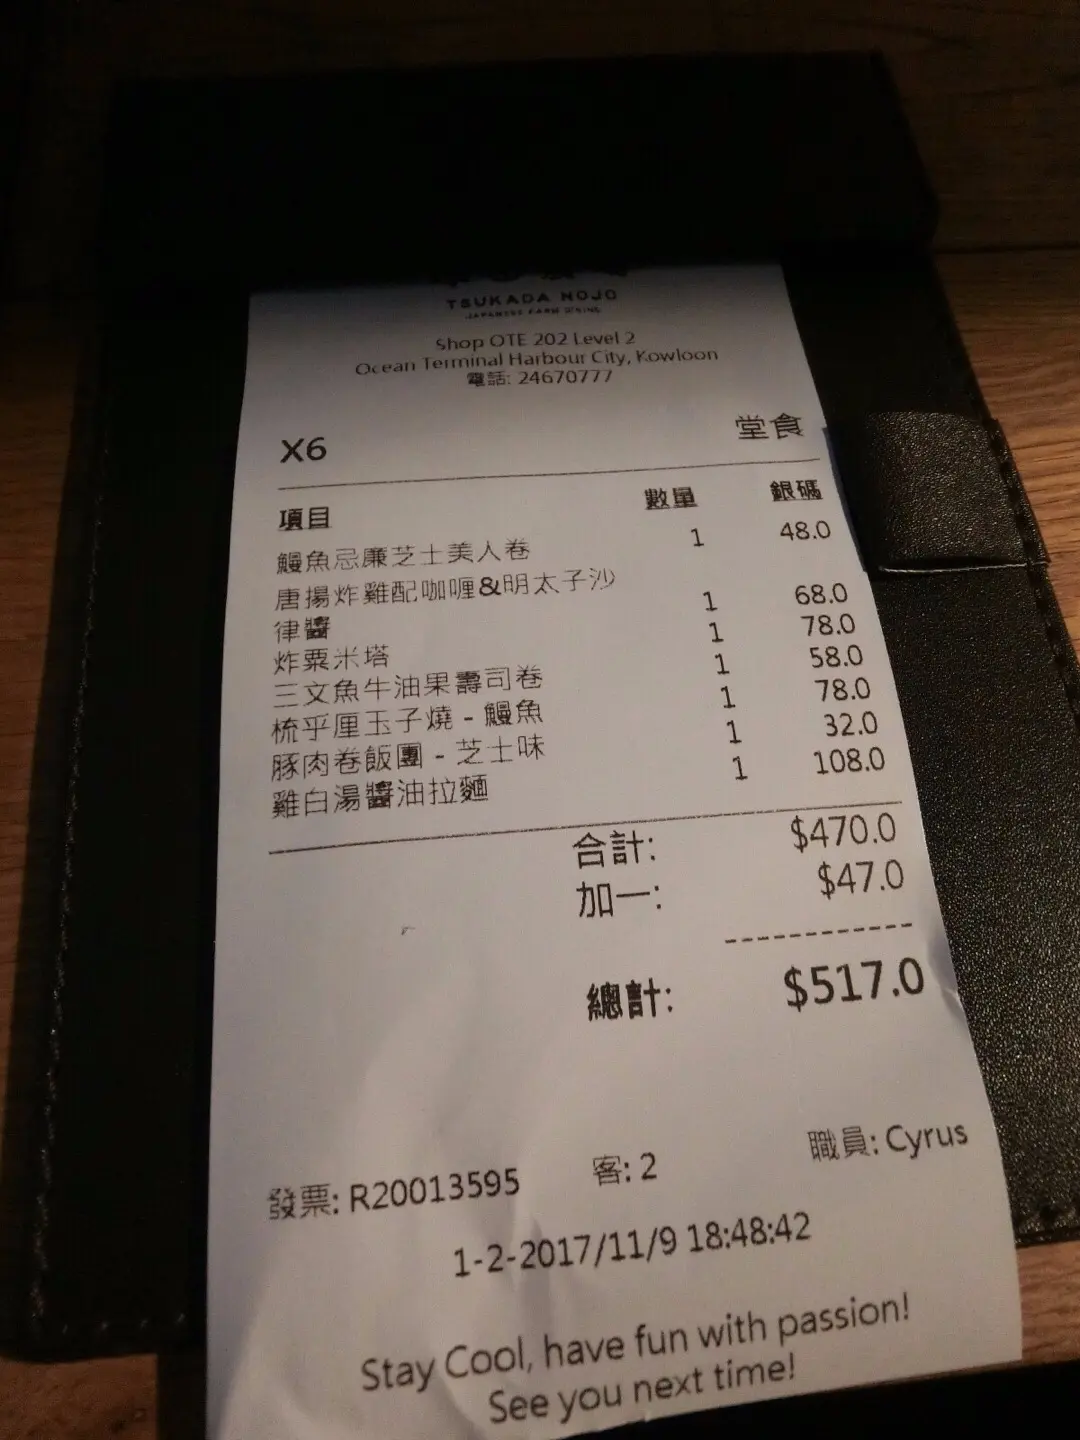 TSUKADA NOJO
JAPANESE FARM DINING
Shop OTE 202 Level 2
Ocean Terminal Harbour City, Kowloon
電話: 24670777
X6 堂食
項目 數量 銀碼
鰻魚忌廉芝士美人卷 1 48.0
唐揚炸雞配咖喱&明太子沙
律醬 1 68.0
炸粟米塔 1 78.0
三文魚牛油果壽司卷 1 58.0
梳乎厘玉子燒 - 鰻魚 1 78.0
豚肉卷飯團 - 芝士味 1 32.0
雞白湯醬油拉麵 1 108.0
合計: $470.0
加一: $47.0
------------
總計: $517.0
發票: R20013595 客: 2 職員: Cyrus
1-2-2017/11/9 18:48:42
Stay Cool, have fun with passion!
See you next time!